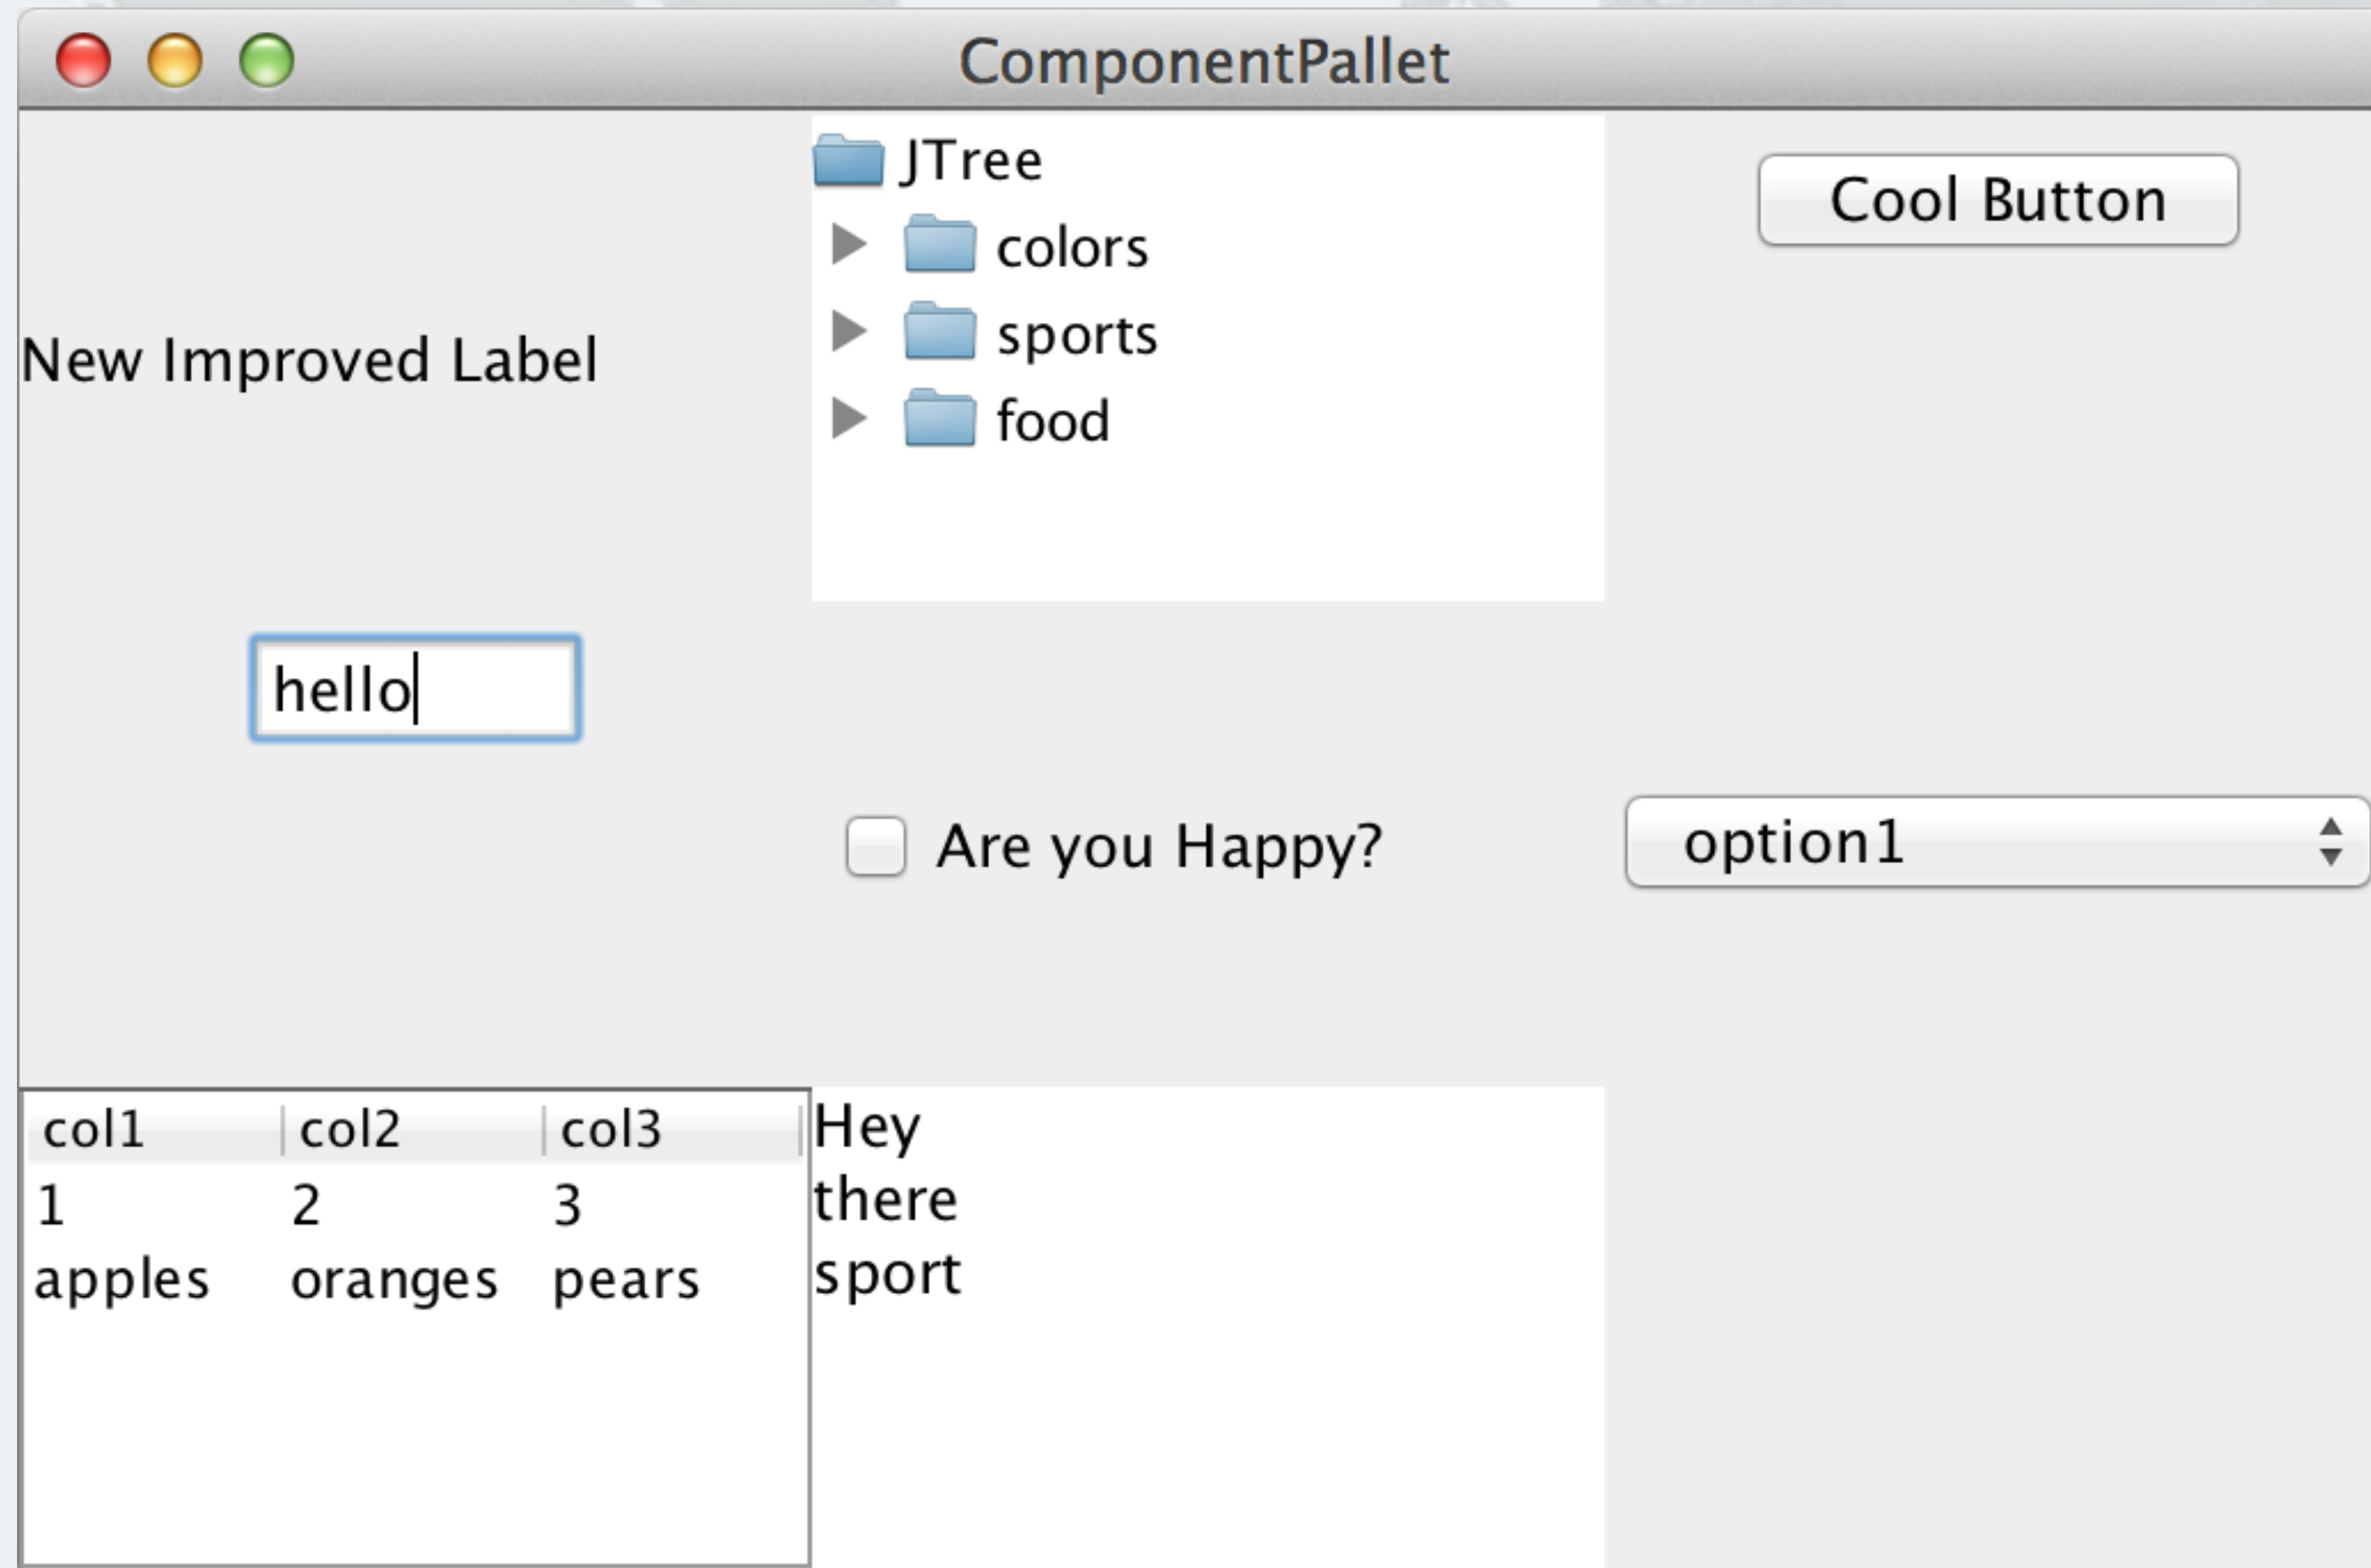 ComponentPallet
New Improved Label
JTree
colors
sports
food
Cool Button
hello
Are you Happy?
option1
col1 col2 col3
1 2 3
apples oranges pears
Hey
there
sport